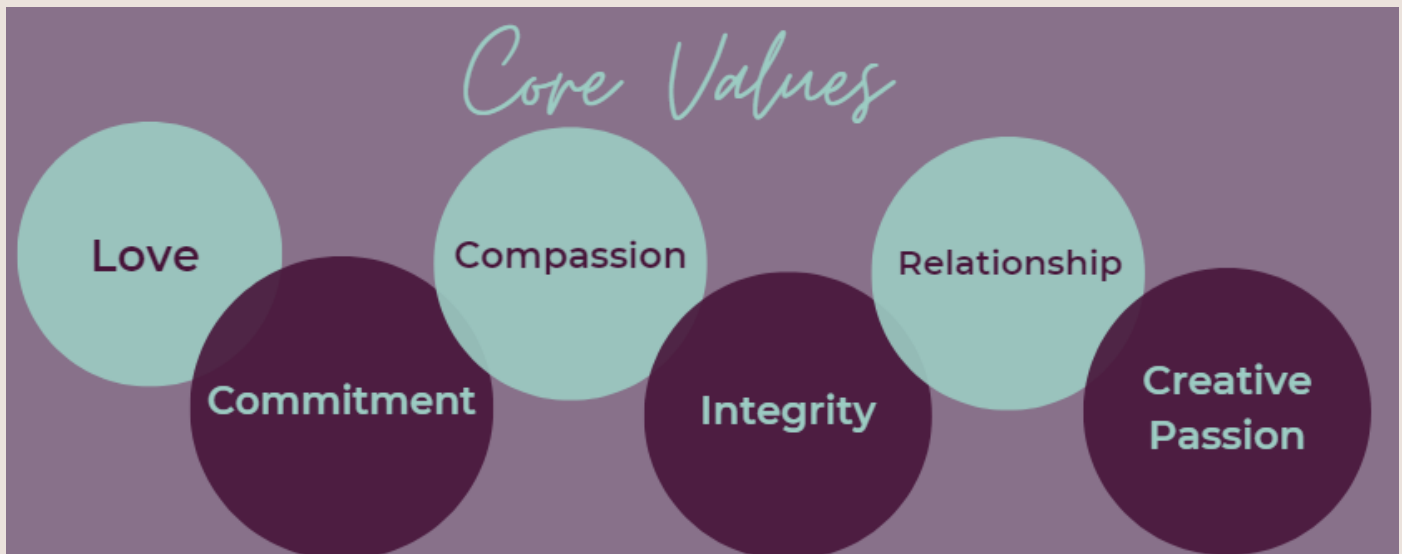 Core Values
Love
Commitment
Compassion
Integrity
Relationship
Creative
Passion